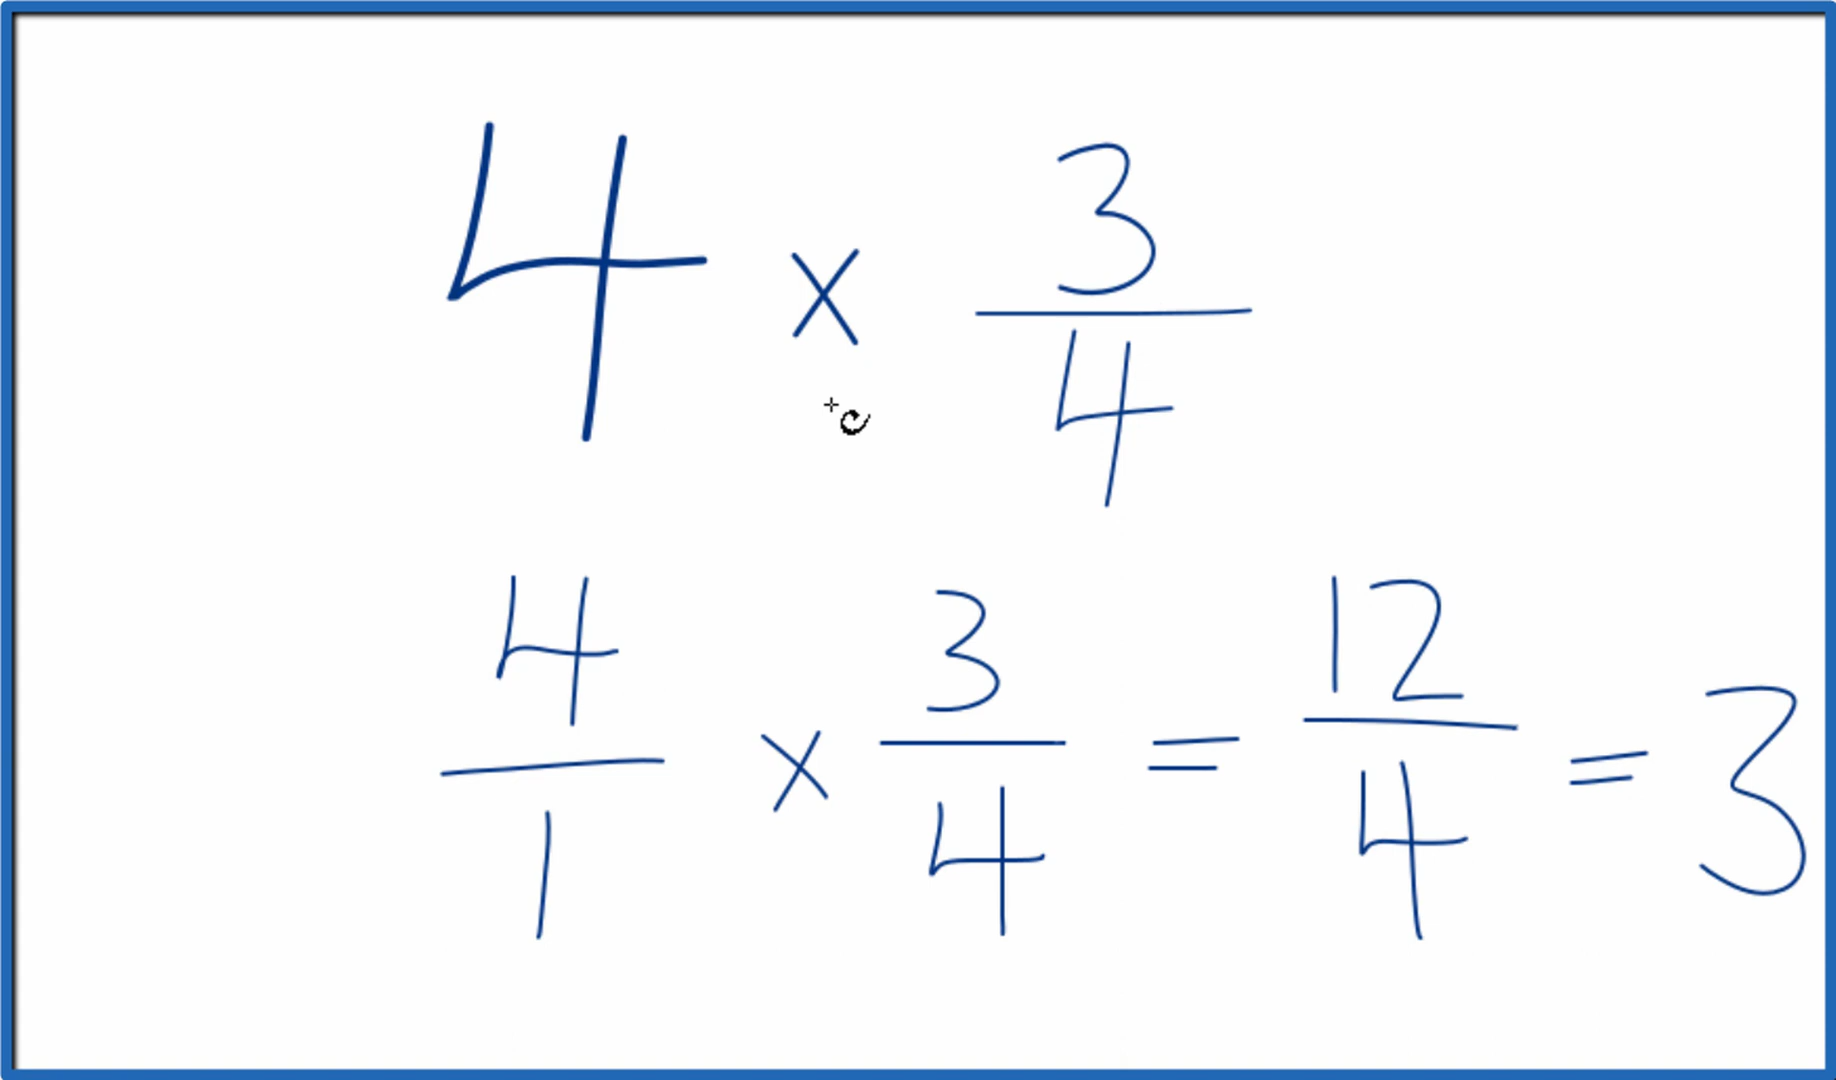 4 × 3/4
4/1 × 3/4 = 12/4 = 3